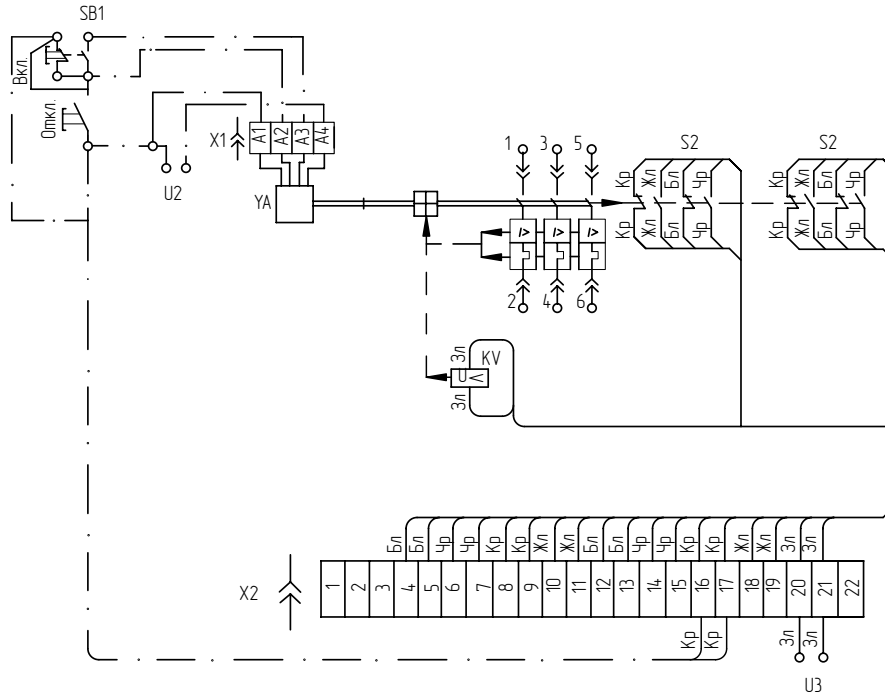 SB1
Вкл.
Откл.
X1
A1 A2 A3 A4
U2
YA
1 3 5
S2 S2
Кр Жл Бл Чр Кр Жл Бл Чр
I> I> I>
Кр Жл Бл Чр Кр Жл Бл Чр
2 4 6
Зл KV
U<
Зл
Бл Бл Чр Чр Кр Кр Жл Жл Бл Бл Чр Чр Кр Кр Жл Жл Зл Зл
X2
1 2 3 4 5 6 7 8 9 10 11 12 13 14 15 16 17 18 19 20 21 22
Кр Кр Зл Зл
U3